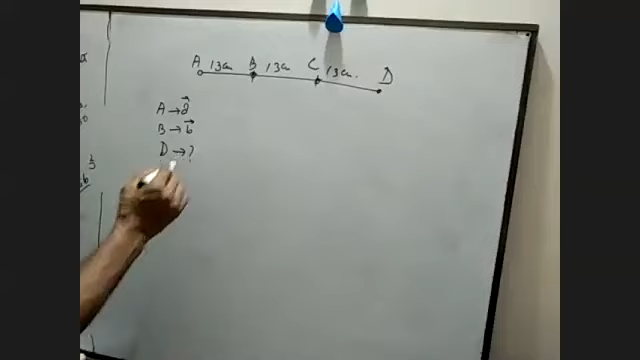 A 13cm B 13cm C 13cm. D
A → a⃗
B → b⃗
D → ?